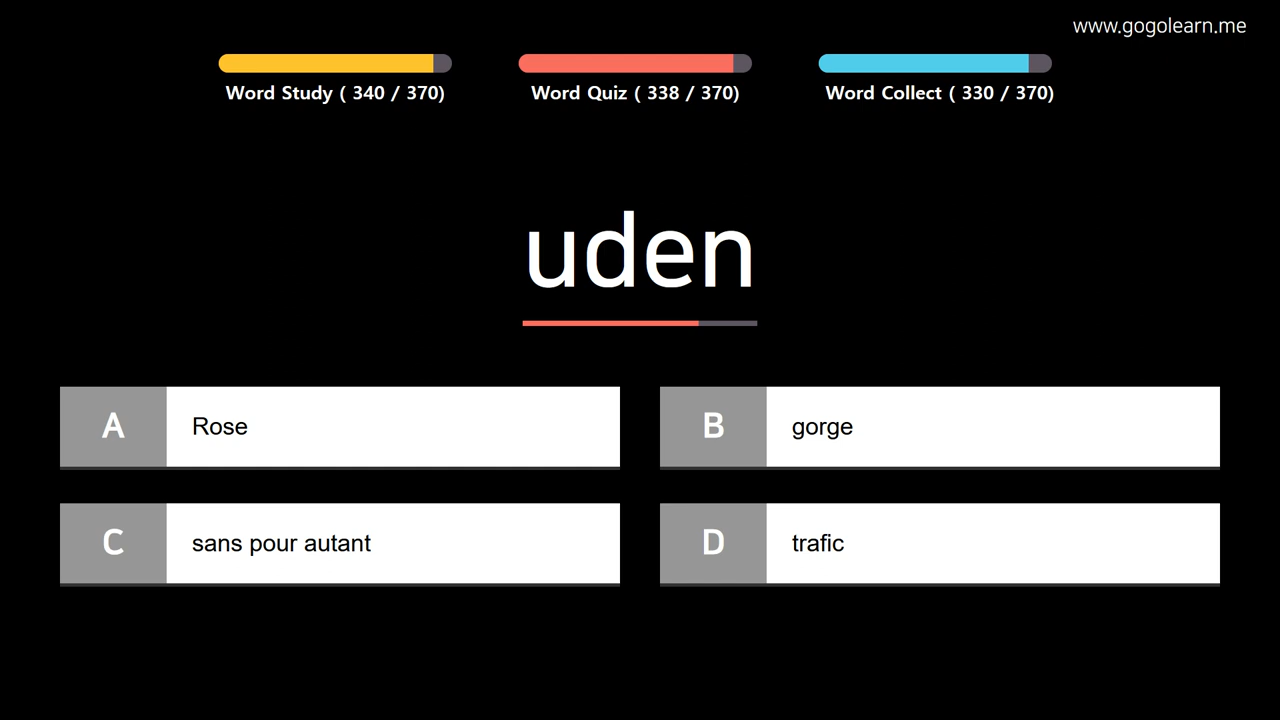 www.gogolearn.me
Word Study ( 340 / 370)
Word Quiz ( 338 / 370)
Word Collect ( 330 / 370)
uden
A Rose
B gorge
C sans pour autant
D trafic